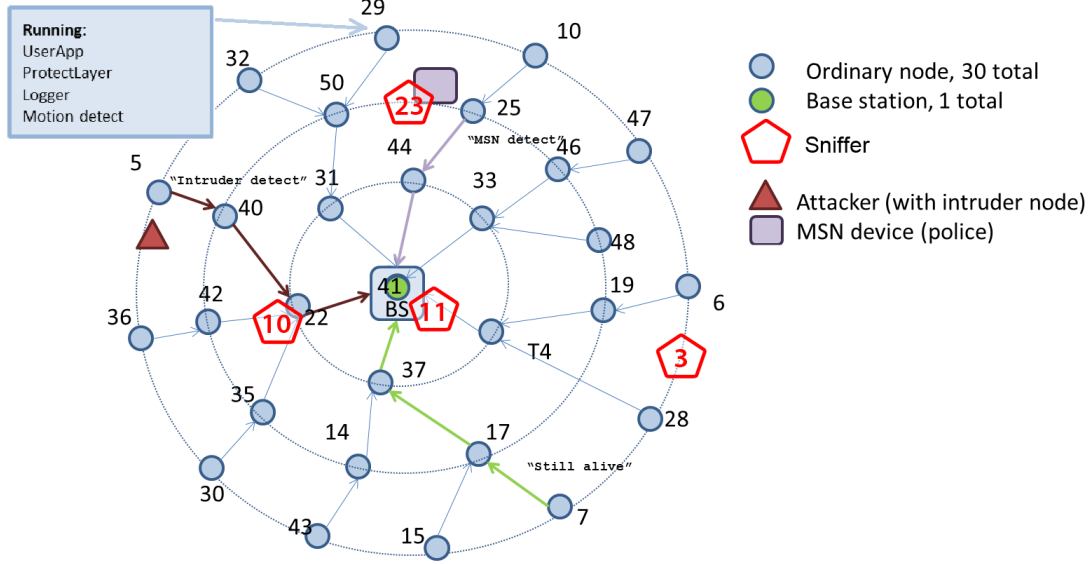 29
10
Running:
UserApp
ProtectLayer
Logger
Motion detect
32
50
23
25
47
Ordinary node, 30 total
Base station, 1 total
Sniffer
"MSN detect"
44
46
5
"Intruder detect"
31
33
40
Attacker (with intruder node)
MSN device (police)
48
41
BS
11
19
6
42
10
22
36
T4
3
37
35
28
14
17
"Still alive"
30
7
43
15